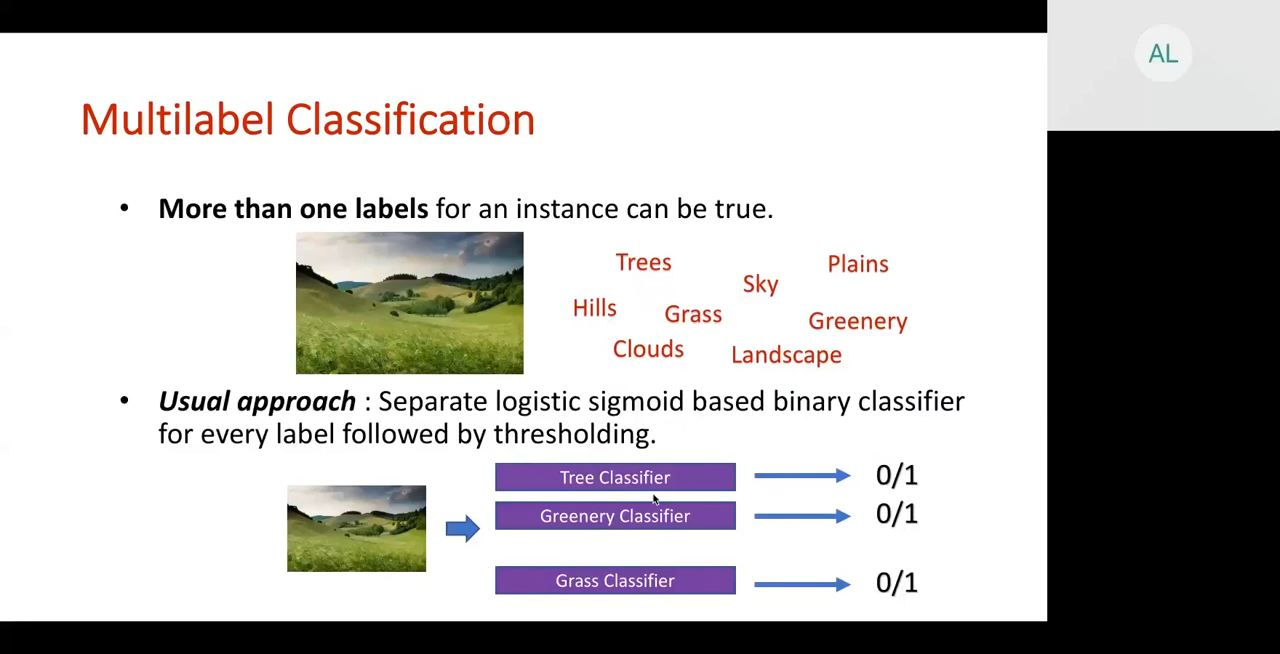 AL
Multilabel Classification
• More than one labels for an instance can be true.
Trees
Plains
Sky
Hills
Grass
Greenery
Clouds
Landscape
• Usual approach : Separate logistic sigmoid based binary classifier
for every label followed by thresholding.
Tree Classifier
0/1
Greenery Classifier
0/1
Grass Classifier
0/1